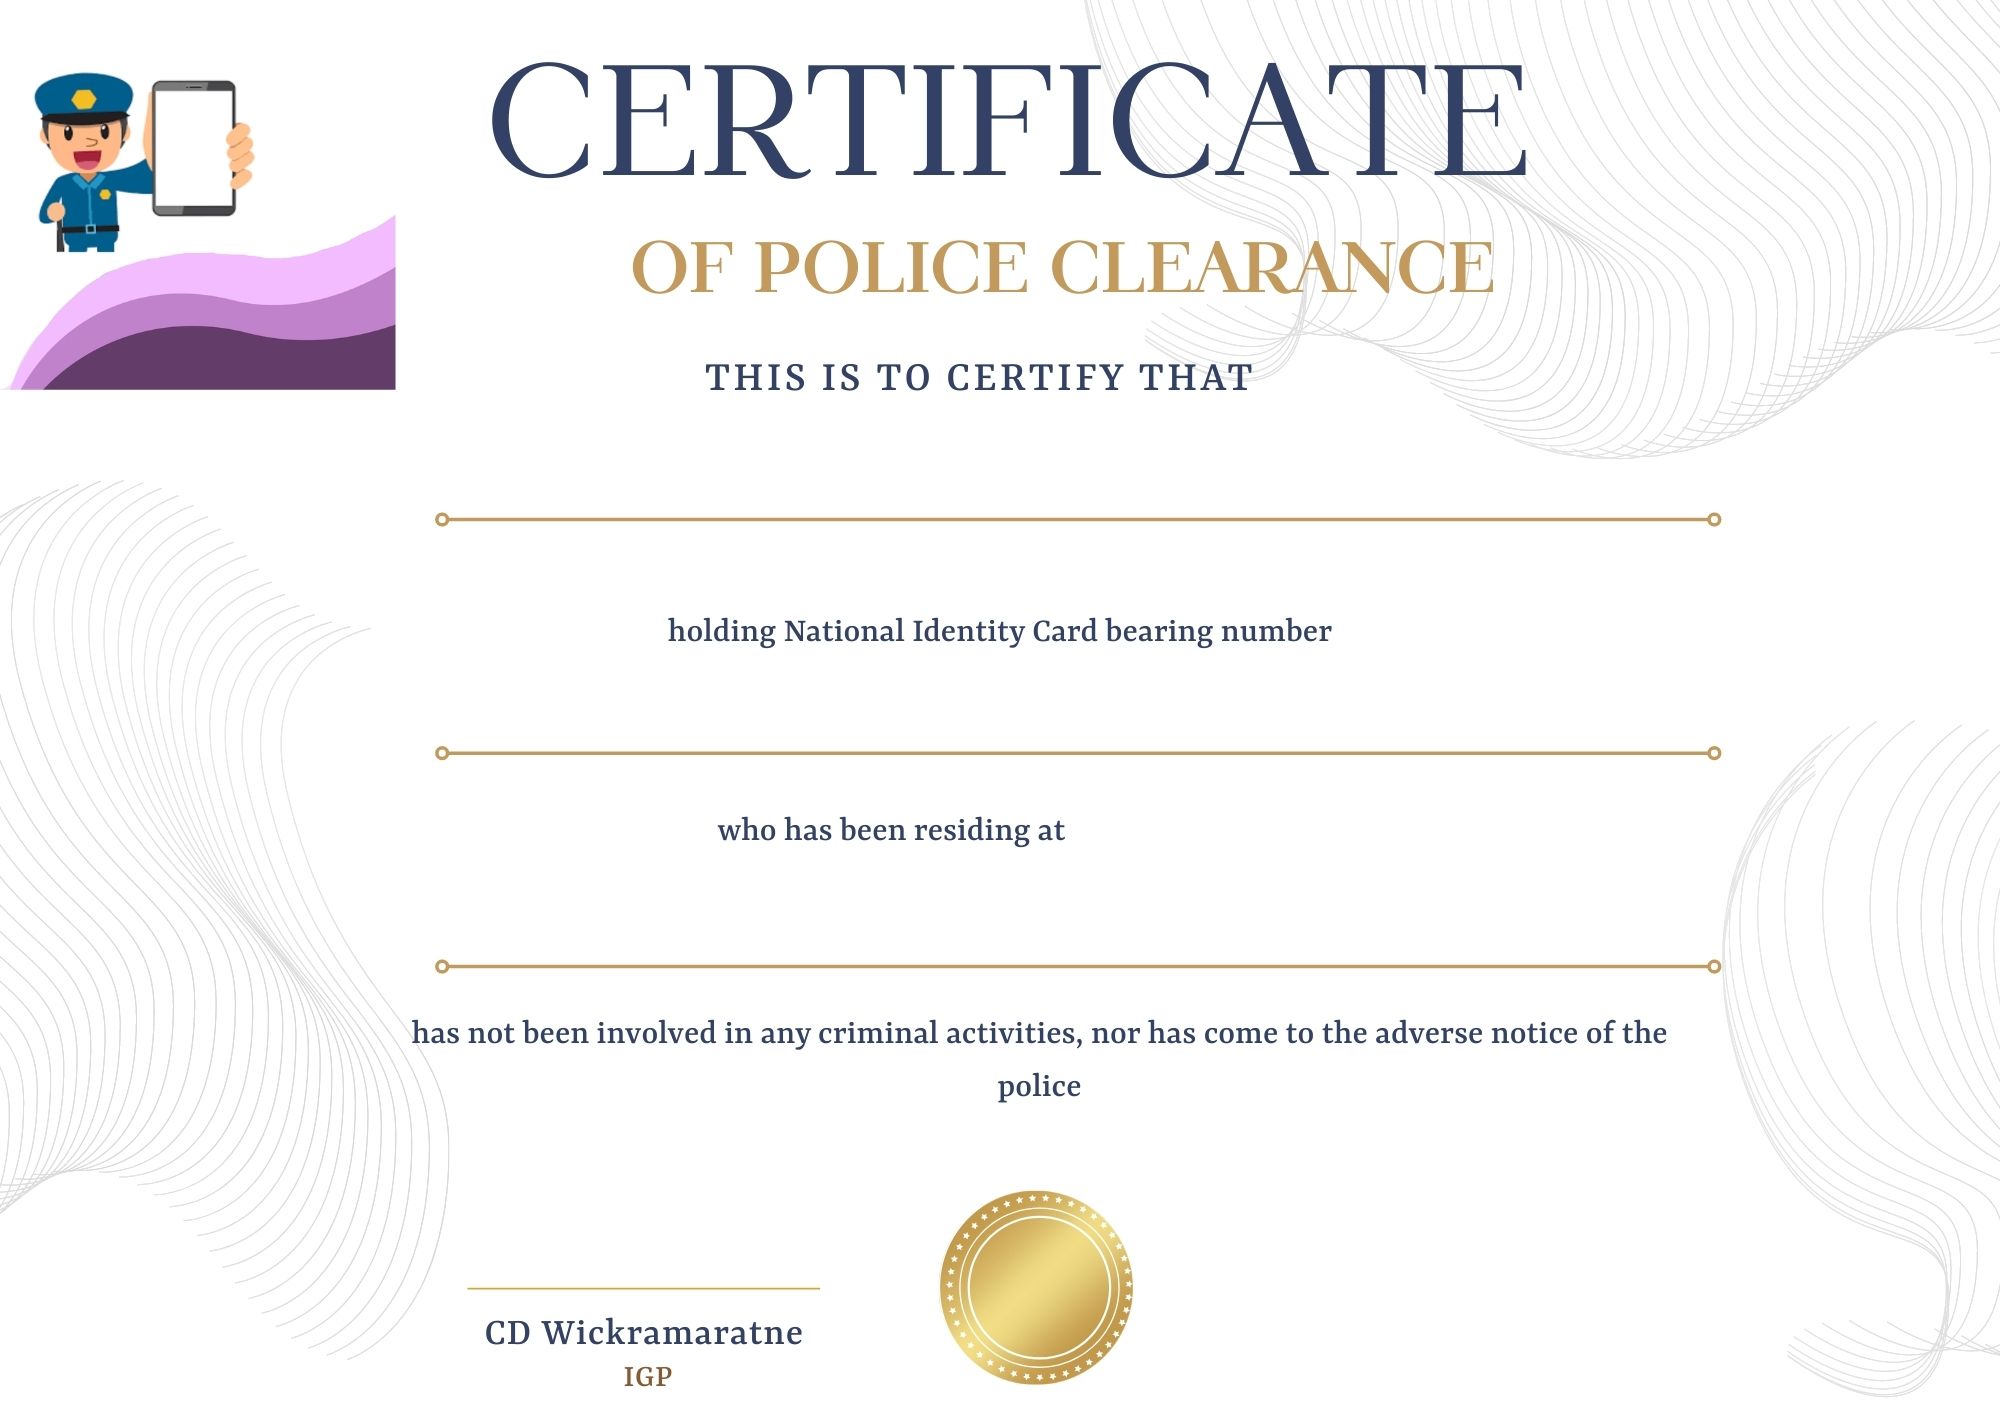 CERTIFICATE
OF POLICE CLEARANCE
THIS IS TO CERTIFY THAT
holding National Identity Card bearing number
who has been residing at
has not been involved in any criminal activities, nor has come to the adverse notice of the
police
CD Wickramaratne
IGP